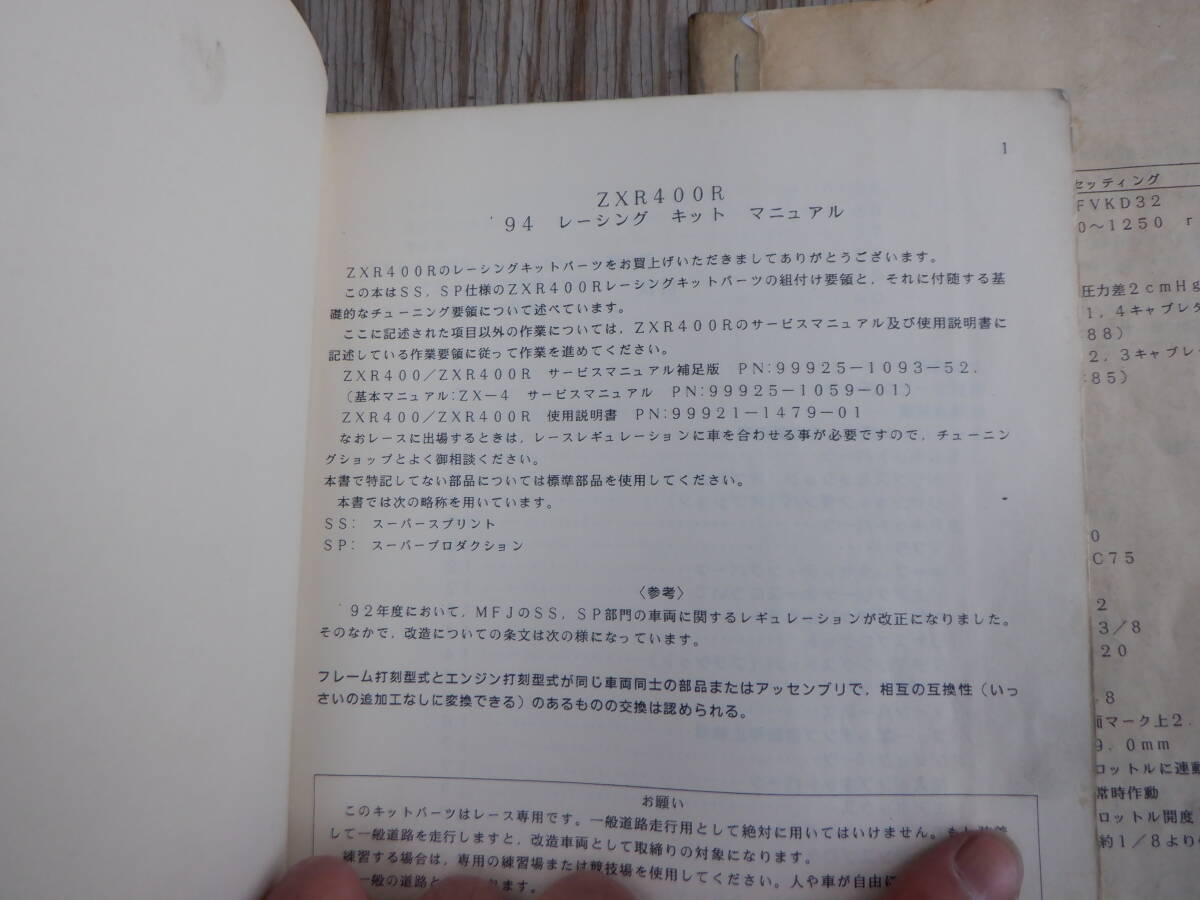 1
ZXR400R
'94 レーシング キット マニュアル
ZXR400Rのレーシングキットパーツをお買上げいただきましてありがとうございます。
この本はSS,SP仕様のZXR400Rレーシングキットパーツの組付け要領と,それに付随する基
礎的なチューニング要領について述べています。
ここに記述された項目以外の作業については,ZXR400Rのサービスマニュアル及び使用説明書に
記述している作業要領に従って作業を進めてください。
ZXR400/ZXR400R サービスマニュアル補足版 PN:99925-1093-52.
(基本マニュアル:ZX-4 サービスマニュアル PN:99925-1059-01)
ZXR400/ZXR400R 使用説明書 PN:99921-1479-01
なおレースに出場するときは,レースレギュレーションに車を合わせる事が必要ですので,チューニン
グショップとよく御相談ください。
本書で特記してない部品については標準部品を使用してください。
本書では次の略称を用いています。
SS: スーパースプリント
SP: スーパープロダクション
〈参考〉
'92年度において,MFJのSS,SP部門の車両に関するレギュレーションが改正になりました。
そのなかで,改造についての条文は次の様になっています。
フレーム打刻型式とエンジン打刻型式が同じ車両同士の部品またはアッセンブリで,相互の互換性(いっ
さいの追加工なしに変換できる)のあるものの交換は認められる。
お願い
このキットパーツはレース専用です。一般道路走行用として絶対に用いてはいけません。
して一般道路を走行しますと,改造車両として取締りの対象になります。
練習する場合は,専用の練習場または競技場を使用してください。人や車が自由に
一般の道路と
ます。
セッティング
FVKD32
0~1250 r
圧力差2cmHg
1,4キャブレタ
88)
2,3キャブレ
85)
0
C75
2
3/8
20
8
マーク上2.
9.0mm
ロットルに連動
常時作動
ロットル開度
約1/8より